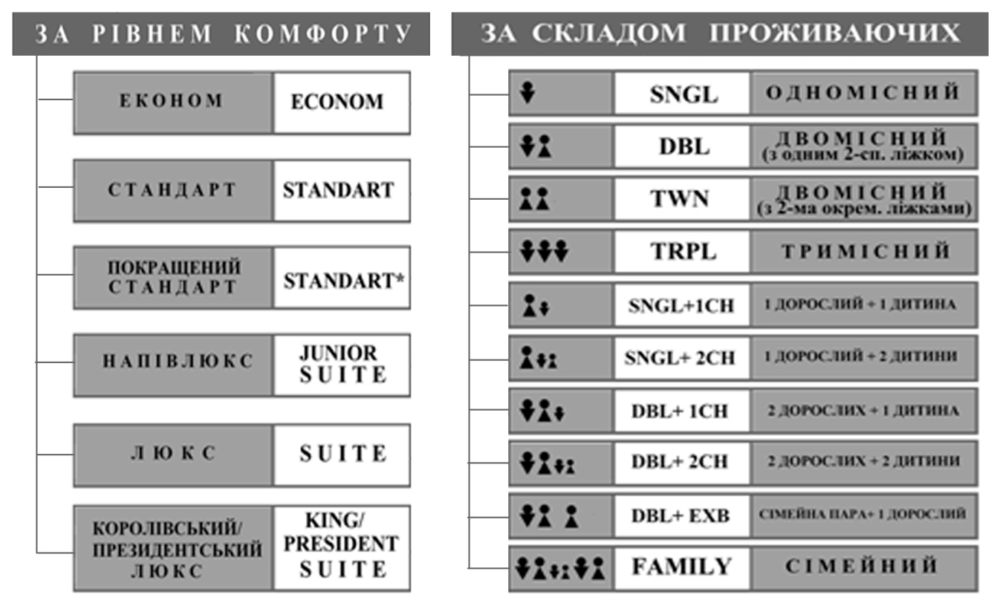 ЗА РІВНЕМ КОМФОРТУ
ЕКОНОМ
ECONOM
СТАНДАРТ
STANDART
ПОКРАЩЕНИЙ
СТАНДАРТ
STANDART*
НАПІВЛЮКС
JUNIOR
SUITE
ЛЮКС
SUITE
КОРОЛІВСЬКИЙ/
ПРЕЗИДЕНТСЬКИЙ
ЛЮКС
KING/
PRESIDENT
SUITE
ЗА СКЛАДОМ ПРОЖИВАЮЧИХ
SNGL
ОДНОМІСНИЙ
DBL
ДВОМІСНИЙ
(з одним 2-сп. ліжком)
TWN
ДВОМІСНИЙ
(з 2-ма окрем. ліжками)
TRPL
ТРИМІСНИЙ
SNGL+1CH
1 ДОРОСЛИЙ + 1 ДИТИНА
SNGL+ 2CH
1 ДОРОСЛИЙ + 2 ДИТИНИ
DBL+ 1CH
2 ДОРОСЛИХ + 1 ДИТИНА
DBL+ 2CH
2 ДОРОСЛИХ + 2 ДИТИНИ
DBL+ EXB
СІМЕЙНА ПАРА+ 1 ДОРОСЛИЙ
FAMILY
СІМЕЙНИЙ